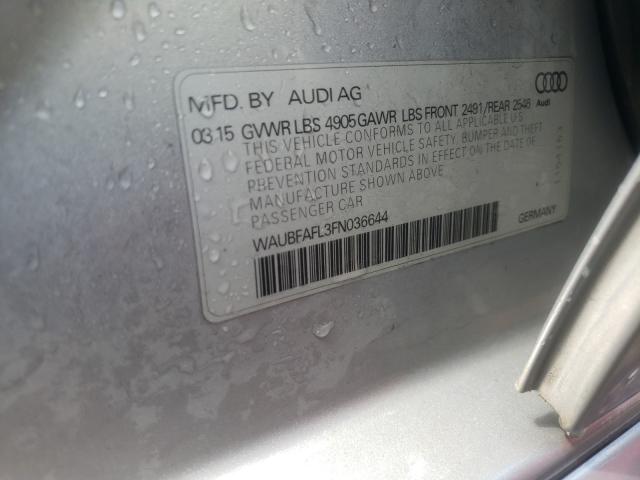 MFD. BY AUDI AG
Audi
03.15 GVWR LBS 4905 GAWR LBS FRONT 2491/REAR 2546
THIS VEHICLE CONFORMS TO ALL APPLICABLE U.S.
FEDERAL MOTOR VEHICLE SAFETY, BUMPER AND THEFT
PREVENTION STANDARDS IN EFFECT ON THE DATE OF
MANUFACTURE SHOWN ABOVE.
PASSENGER CAR
WAUBFAFL3FN036644
GERMANY